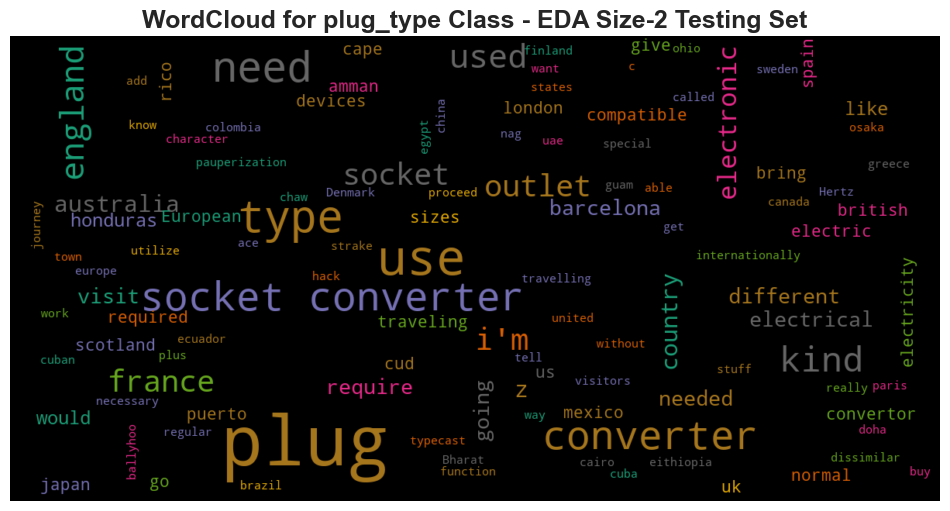 WordCloud for plug_type Class - EDA Size-2 Testing Set
england
add
rico
need
cape
amman
devices
used
finland
want
states
c
give
ohio
called
electronic
sweden
spain
know
colombia
character
pauperization
egypt
china
london
nag
uae
compatible
special
like
osaka
socket
chaw
Denmark
proceed
outlet
guam
able
bring
Hertz
greece
canada
journey
australia
honduras
European
type
sizes
barcelona
get
british
electric
town
utilize
ace
strake
use
internationally
europe
visit
hack
socket converter
travelling
country
different
electricity
work
required
traveling
i'm
united
electrical
scotland
ecuador
plus
without
cuban
tell
kind
france
cud
us
visitors
stuff
necessary
require
z
needed
really
paris
would
puerto
going
way
mexico
convertor
ballyhoo
regular
plug
typecast
converter
doha
Bharat
cairo
eithiopia
dissimilar
japan
go
brazil
function
cuba
uk
normal
buy